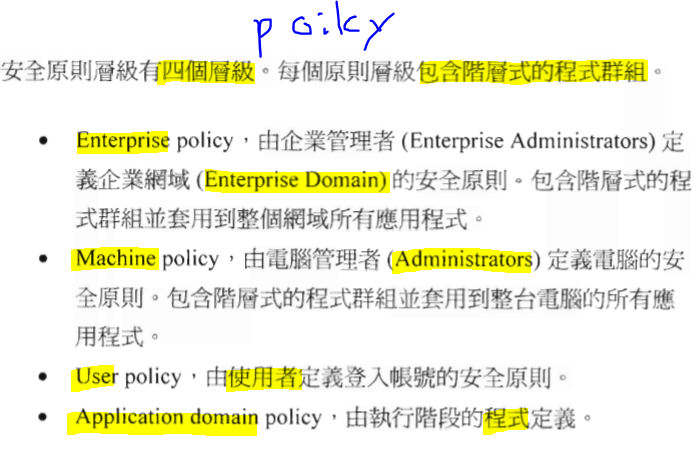 poilcy
安全原則層級有四個層級。每個原則層級包含階層式的程式群組。
• Enterprise policy,由企業管理者 (Enterprise Administrators) 定
義企業網域 (Enterprise Domain) 的安全原則。包含階層式的程
式群組並套用到整個網域所有應用程式。
• Machine policy,由電腦管理者 (Administrators) 定義電腦的安
全原則。包含階層式的程式群組並套用到整台電腦的所有應
用程式。
• User policy,由使用者定義登入帳號的安全原則。
• Application domain policy,由執行階段的程式定義。